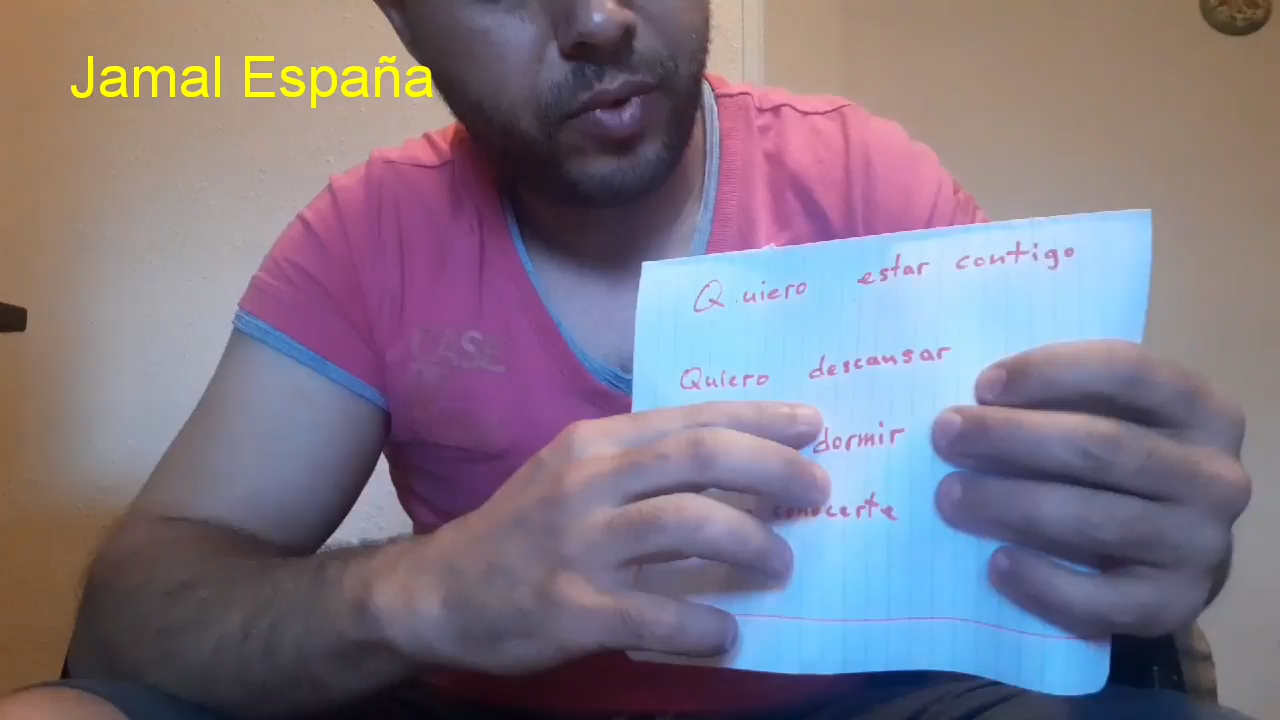 Jamal España
Quiero estar contigo
Quiero descansar
dormir
conocerte